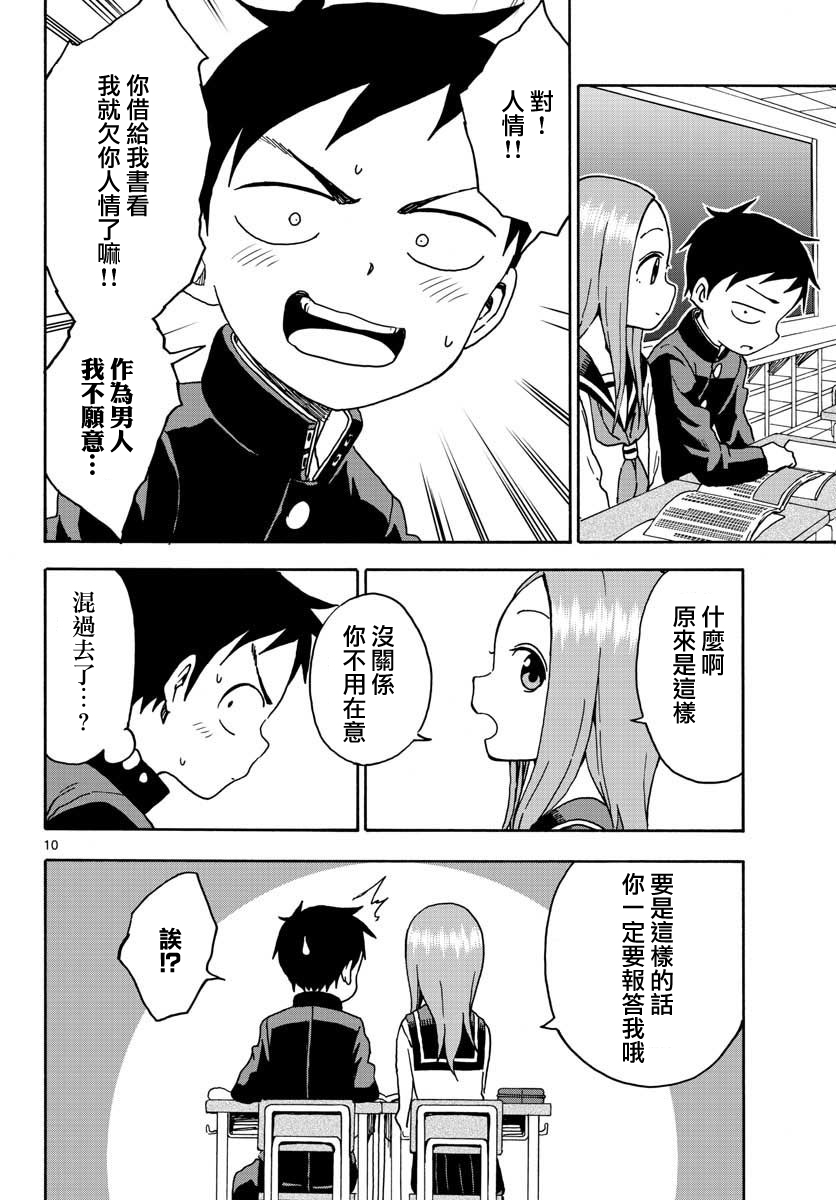 對！
人情！！
你借給我書看
我就欠你人情了嘛！！
作為男人
我不願意…
什麼啊
原來是這樣
沒關係
你不用在意
混過去了…？
10
要是這樣的話
你一定要報答我哦
誒！？